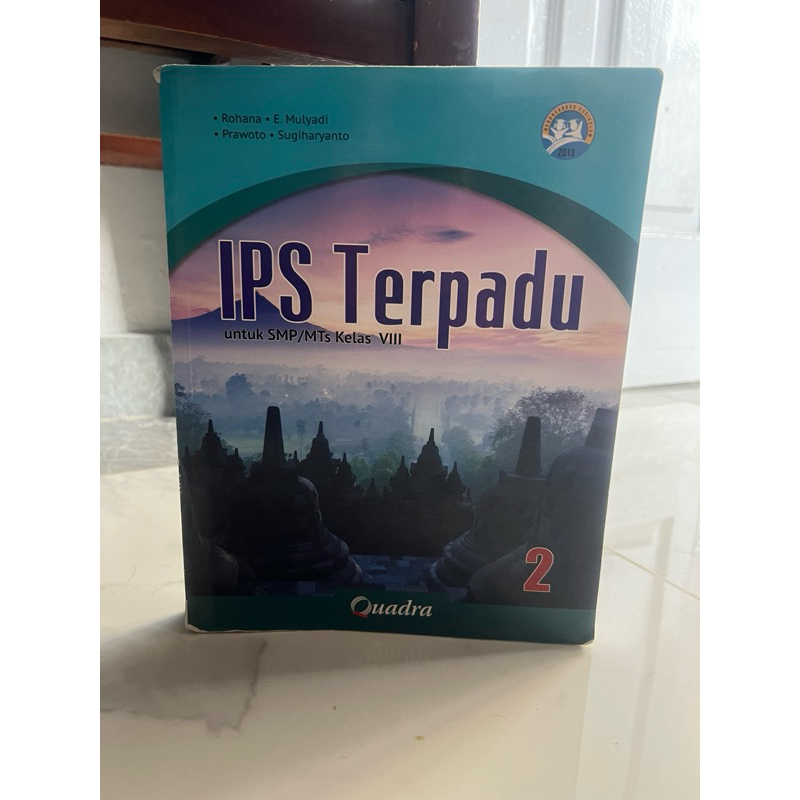 • Rohana • E. Mulyadi
• Prawoto • Sugiharyanto
2013
IPS Terpadu
untuk SMP/MTs Kelas VIII
2
Quadra